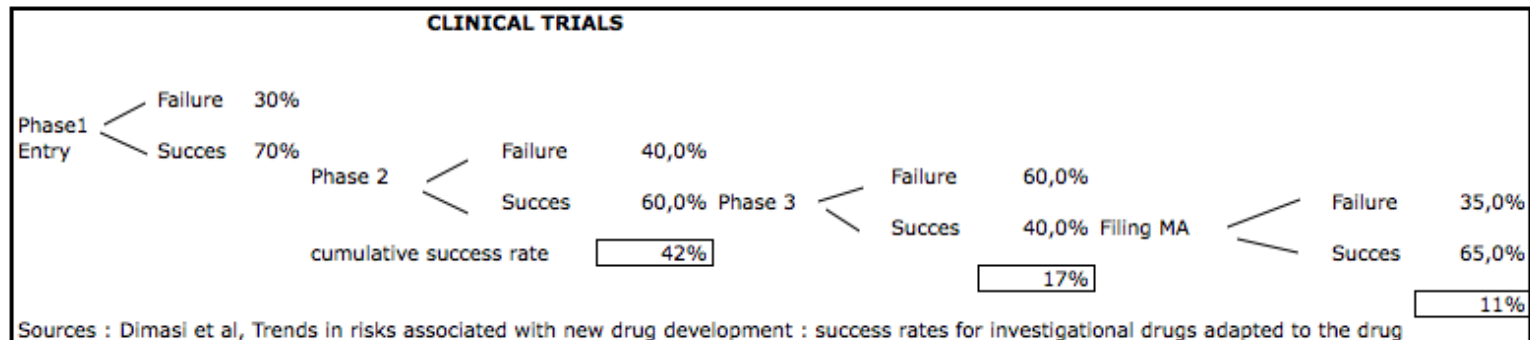 CLINICAL TRIALS
Failure 30%
Phase1
Entry Succes 70% Failure 40,0%
Phase 2 Failure 60,0%
Succes 60,0% Phase 3 Failure 35,0%
Succes 40,0% Filing MA
cumulative success rate 42% Succes 65,0%
17%
11%
Sources : Dimasi et al, Trends in risks associated with new drug development : success rates for investigational drugs adapted to the drug